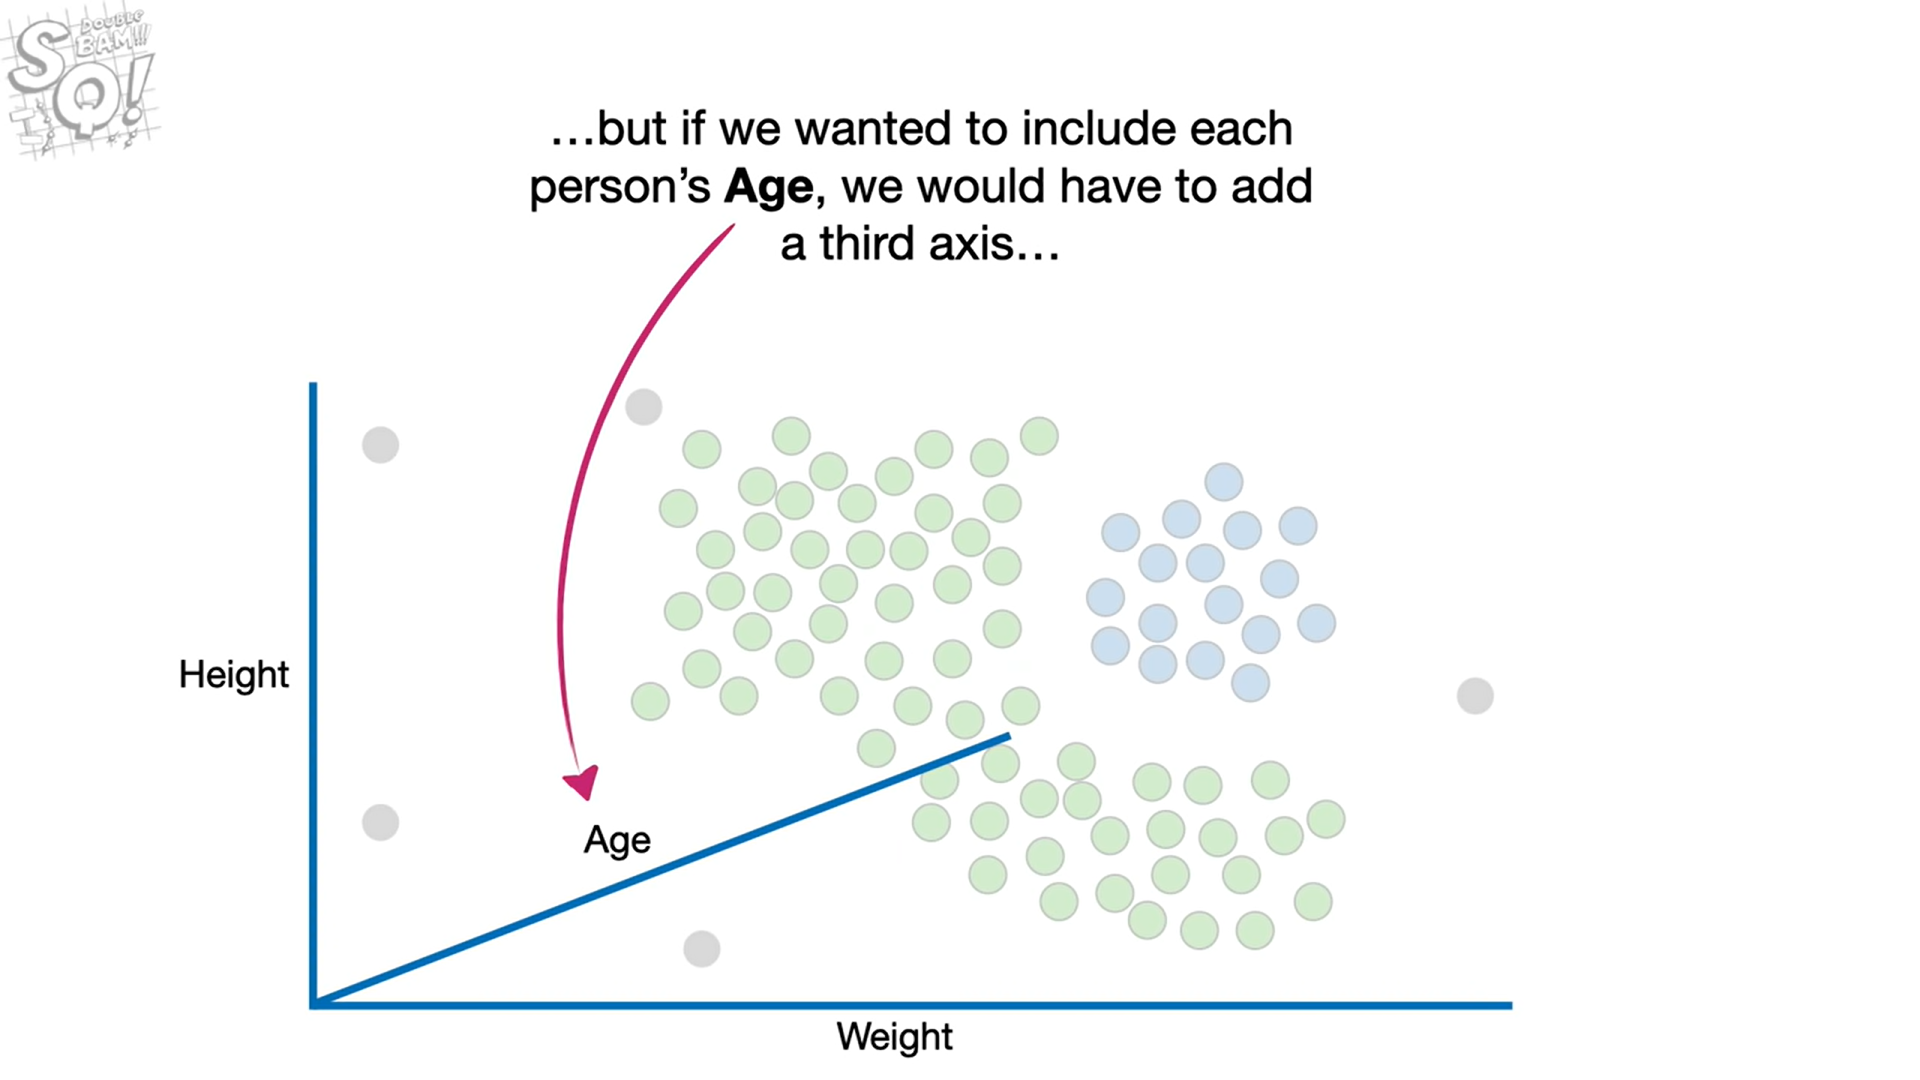 DOUBLE
BAM!!!
SQ!
…but if we wanted to include each
person’s Age, we would have to add
a third axis…
Height
Age
Weight